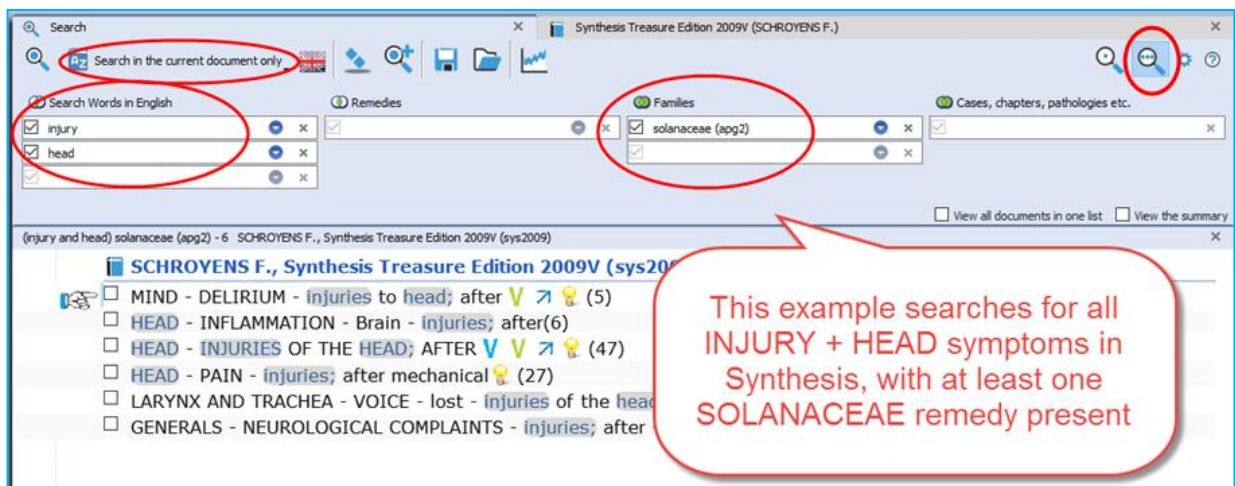 Search
Synthesis Treasure Edition 2009V (SCHROYENS F.)
AZ Search in the current document only
Search Words in English
Remedies
Families
Cases, chapters, pathologies etc.
injury
solanaceae (apg2)
head
View all documents in one list
View the summary
(injury and head) solanaceae (apg2) - 6 SCHROYENS F., Synthesis Treasure Edition 2009V (sys2009)
SCHROYENS F., Synthesis Treasure Edition 2009V
MIND - DELIRIUM - injuries to head; after V (5)
HEAD - INFLAMMATION - Brain - injuries; after(6)
HEAD - INJURIES OF THE HEAD; AFTER V V (47)
HEAD - PAIN - injuries; after mechanical (27)
LARYNX AND TRACHEA - VOICE - lost - injuries of the head
GENERALS - NEUROLOGICAL COMPLAINTS - injuries; after -
This example searches for all
INJURY + HEAD symptoms in
Synthesis, with at least one
SOLANACEAE remedy present